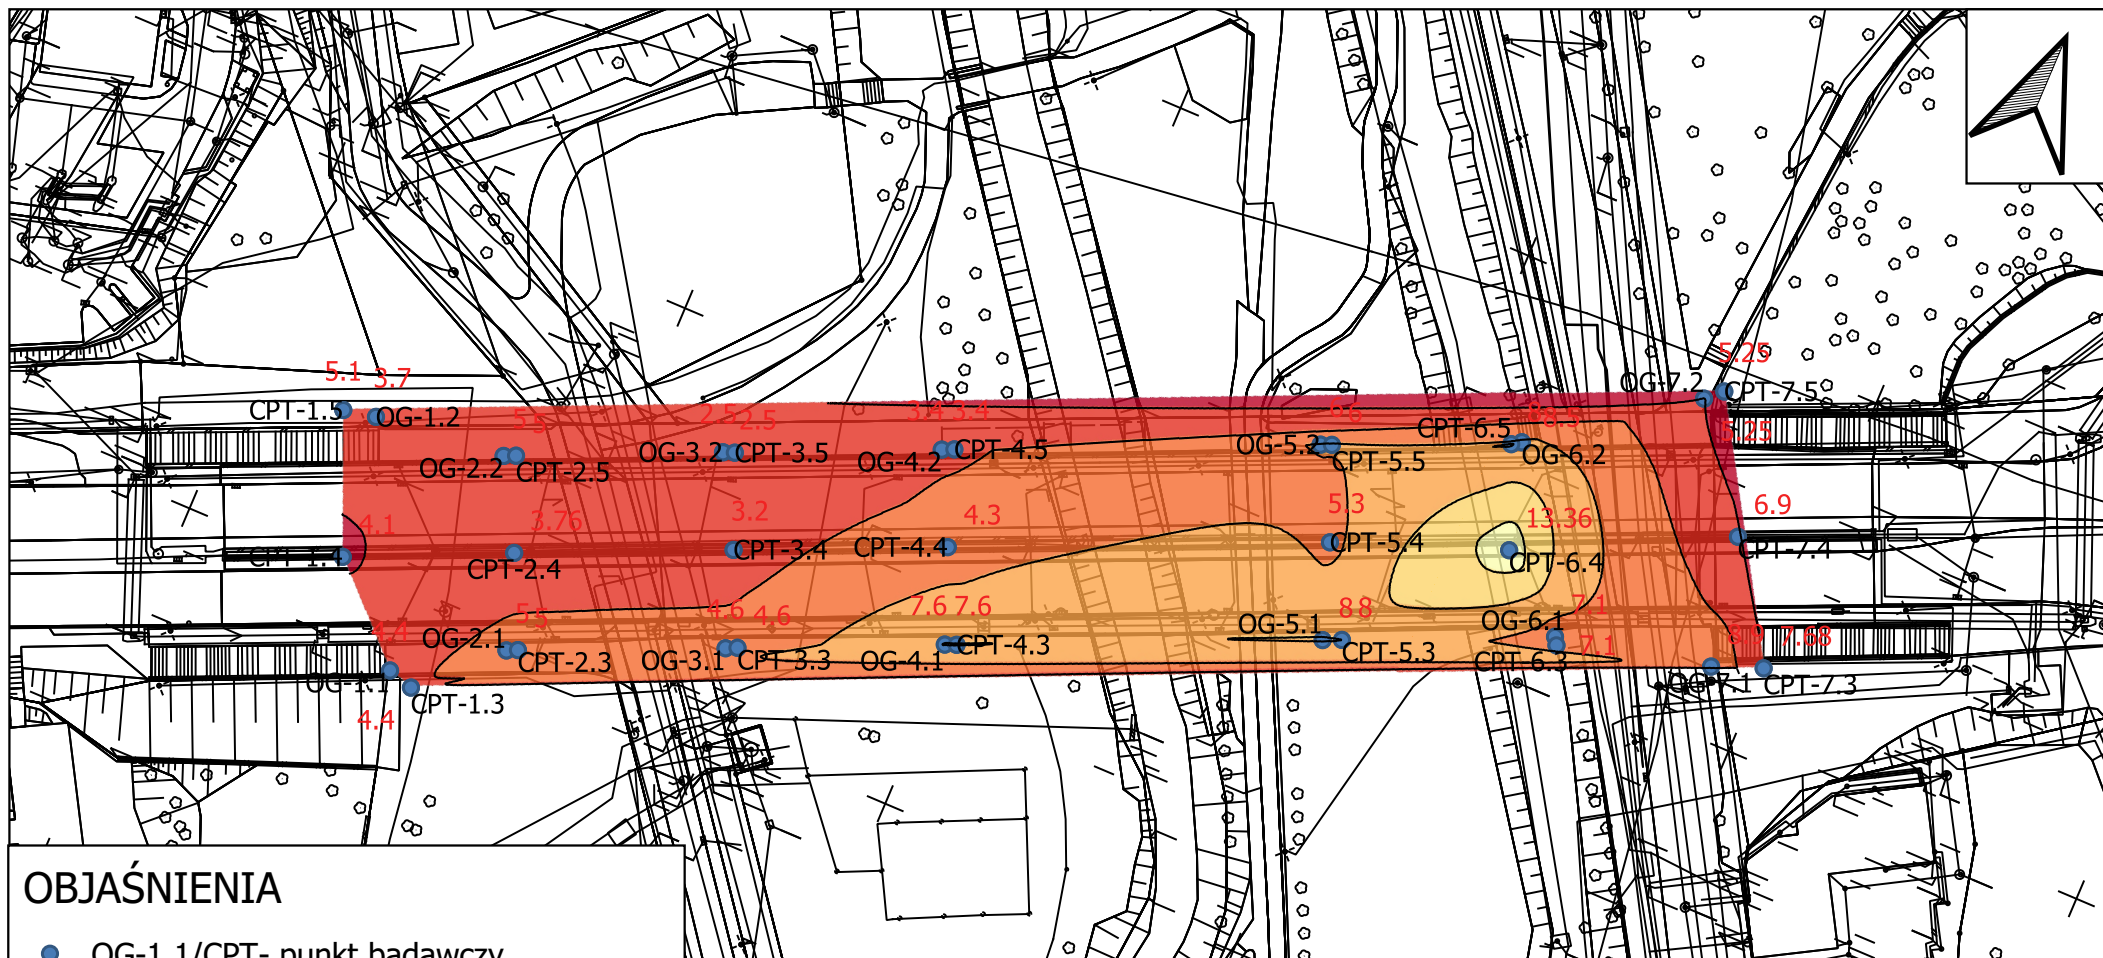 5.25
5.1 3.7
OG-7.2 CPT-7.5
CPT-1.5 OG-1.2
5.5 2.5 2.5 3.4 3.4 6 6 8.5
5.25
CPT-6.5
OG-2.2 CPT-2.5 OG-3.2 CPT-3.5 OG-4.2 CPT-4.5 OG-5.2 CPT-5.5 OG-6.2
4.1 3.76 3.2 4.3 5.3 13.36 6.9
CPT-1.4 CPT-2.4 CPT-3.4 CPT-4.4 CPT-5.4 CPT-6.4 CPT-7.4
4.4 5.5 4.6 4.6 7.6 7.6 8 8 7.1
7.1 7.68
OG-2.1 CPT-2.3 OG-3.1 CPT-3.3 OG-4.1 CPT-4.3 OG-5.1 CPT-5.3 OG-6.1 CPT-6.3
OG-1.1 CPT-1.3 OG-7.1 CPT-7.3
4.4
OBJAŚNIENIA
OG-1.1/CPT- punkt badawczy